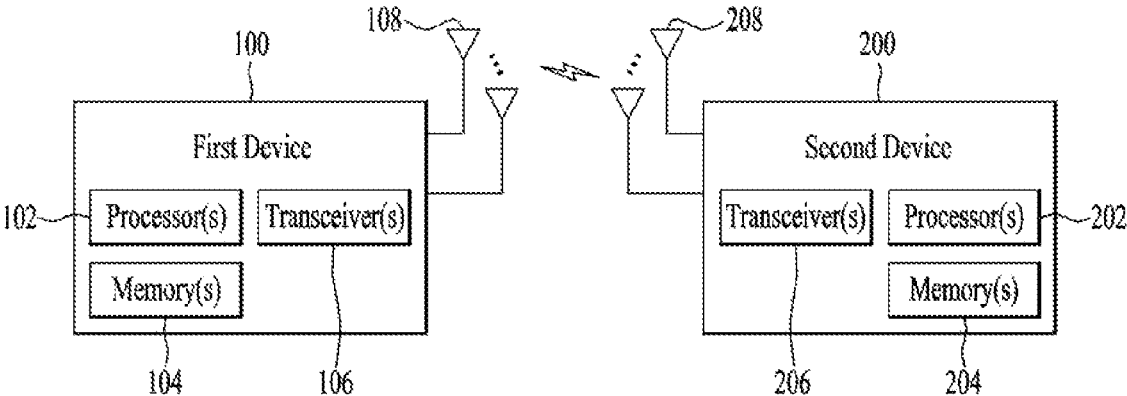 108
208
100
200
First Device
Second Device
102
Processor(s)
Transceiver(s)
Transceiver(s)
Processor(s)
202
Memory(s)
Memory(s)
104
106
206
204